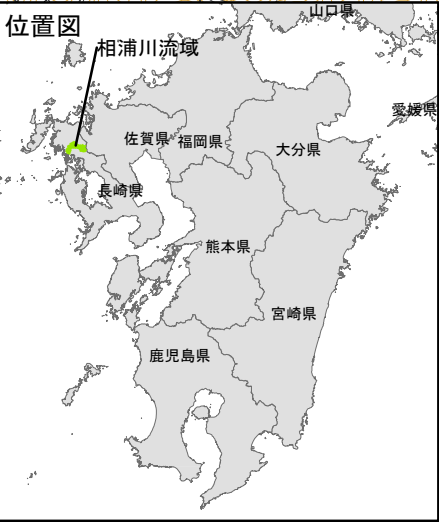 山口県
位置図
相浦川流域
愛媛県
佐賀県
福岡県
大分県
長崎県
熊本県
宮崎県
鹿児島県